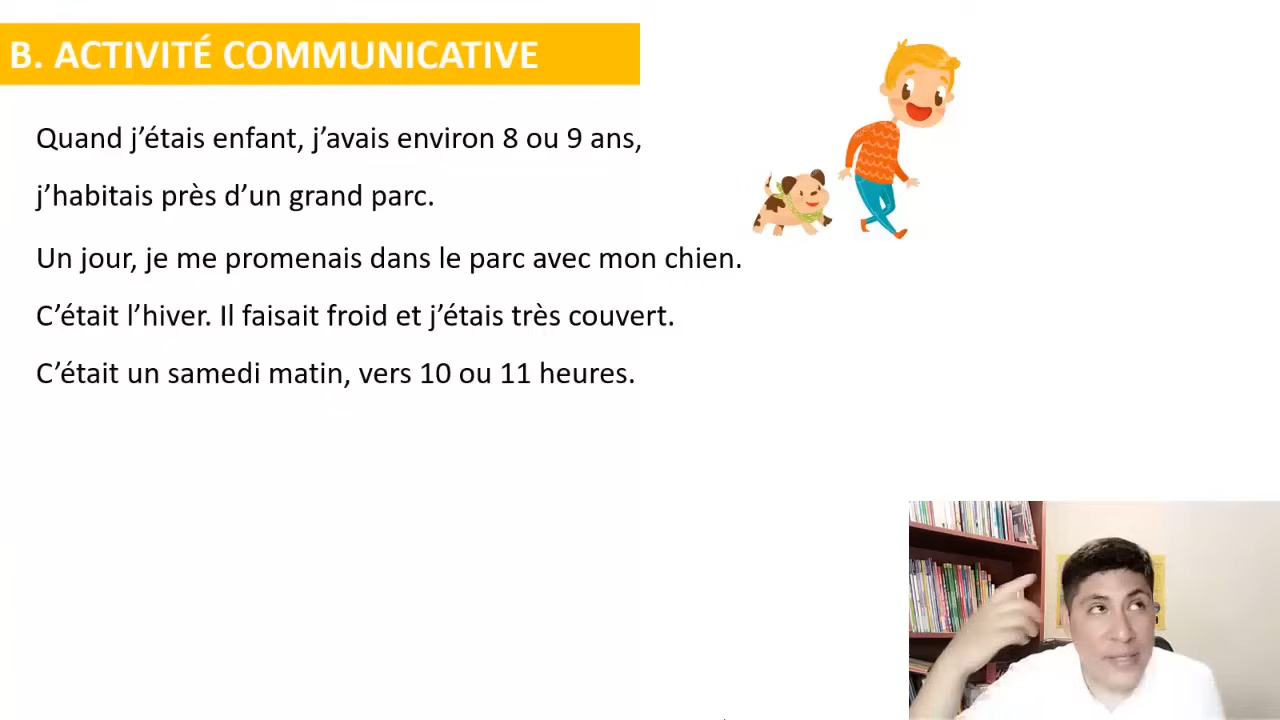 B. ACTIVITÉ COMMUNICATIVE
Quand j’étais enfant, j’avais environ 8 ou 9 ans,
j’habitais près d’un grand parc.
Un jour, je me promenais dans le parc avec mon chien.
C’était l’hiver. Il faisait froid et j’étais très couvert.
C’était un samedi matin, vers 10 ou 11 heures.